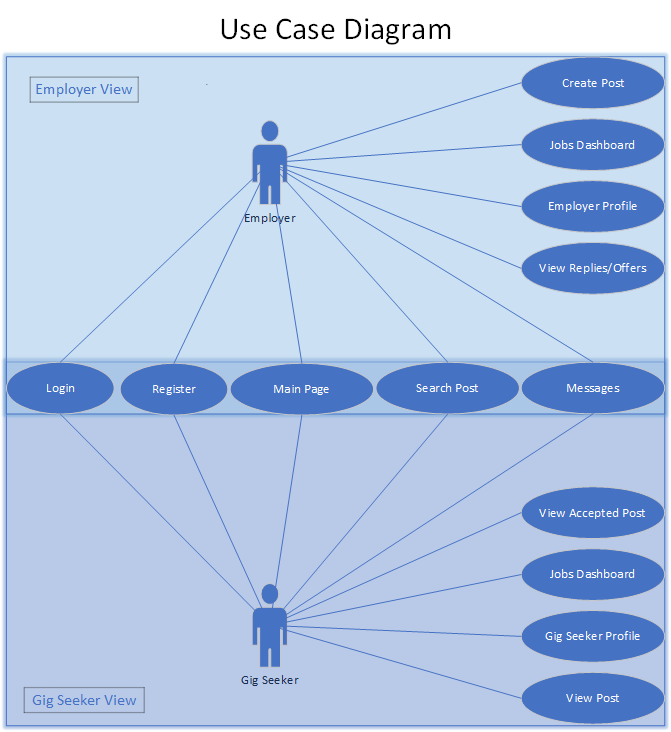 Use Case Diagram
Employer View
Create Post
Jobs Dashboard
Employer Profile
Employer
View Replies/Offers
Login
Register
Main Page
Search Post
Messages
View Accepted Post
Jobs Dashboard
Gig Seeker Profile
Gig Seeker
View Post
Gig Seeker View